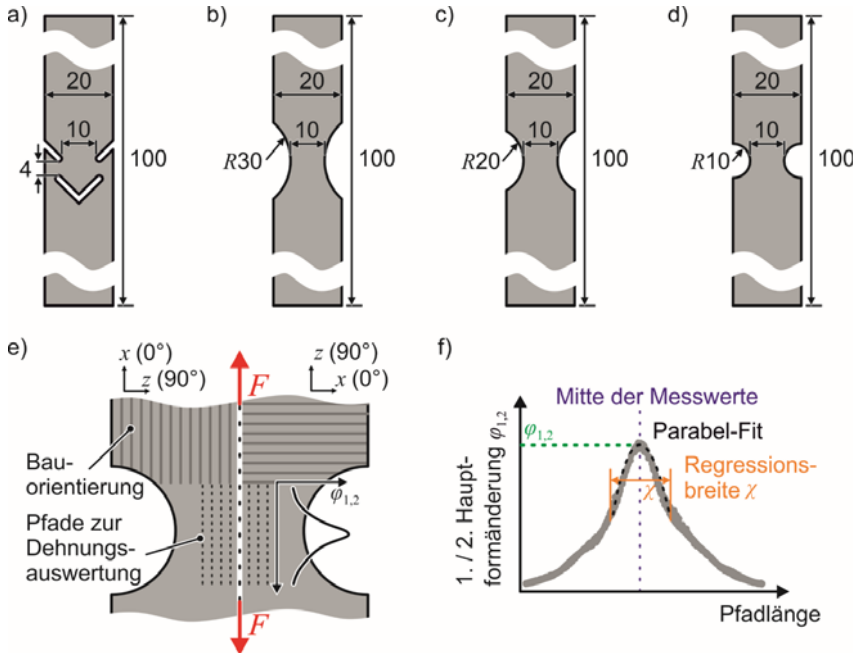 a)
20
10
4
100
b)
20
10
R30
100
c)
20
10
R20
100
d)
20
10
R10
100
e)
x (0°)
z (90°)
F
z (90°)
x (0°)
Bau-
orientierung
Pfade zur
Dehnungs-
auswertung
φ1,2
F
f)
1. / 2. Haupt-
formänderung φ1,2
Mitte der Messwerte
φ1,2
Parabel-Fit
Regressions-
breite χ
χ
Pfadlänge